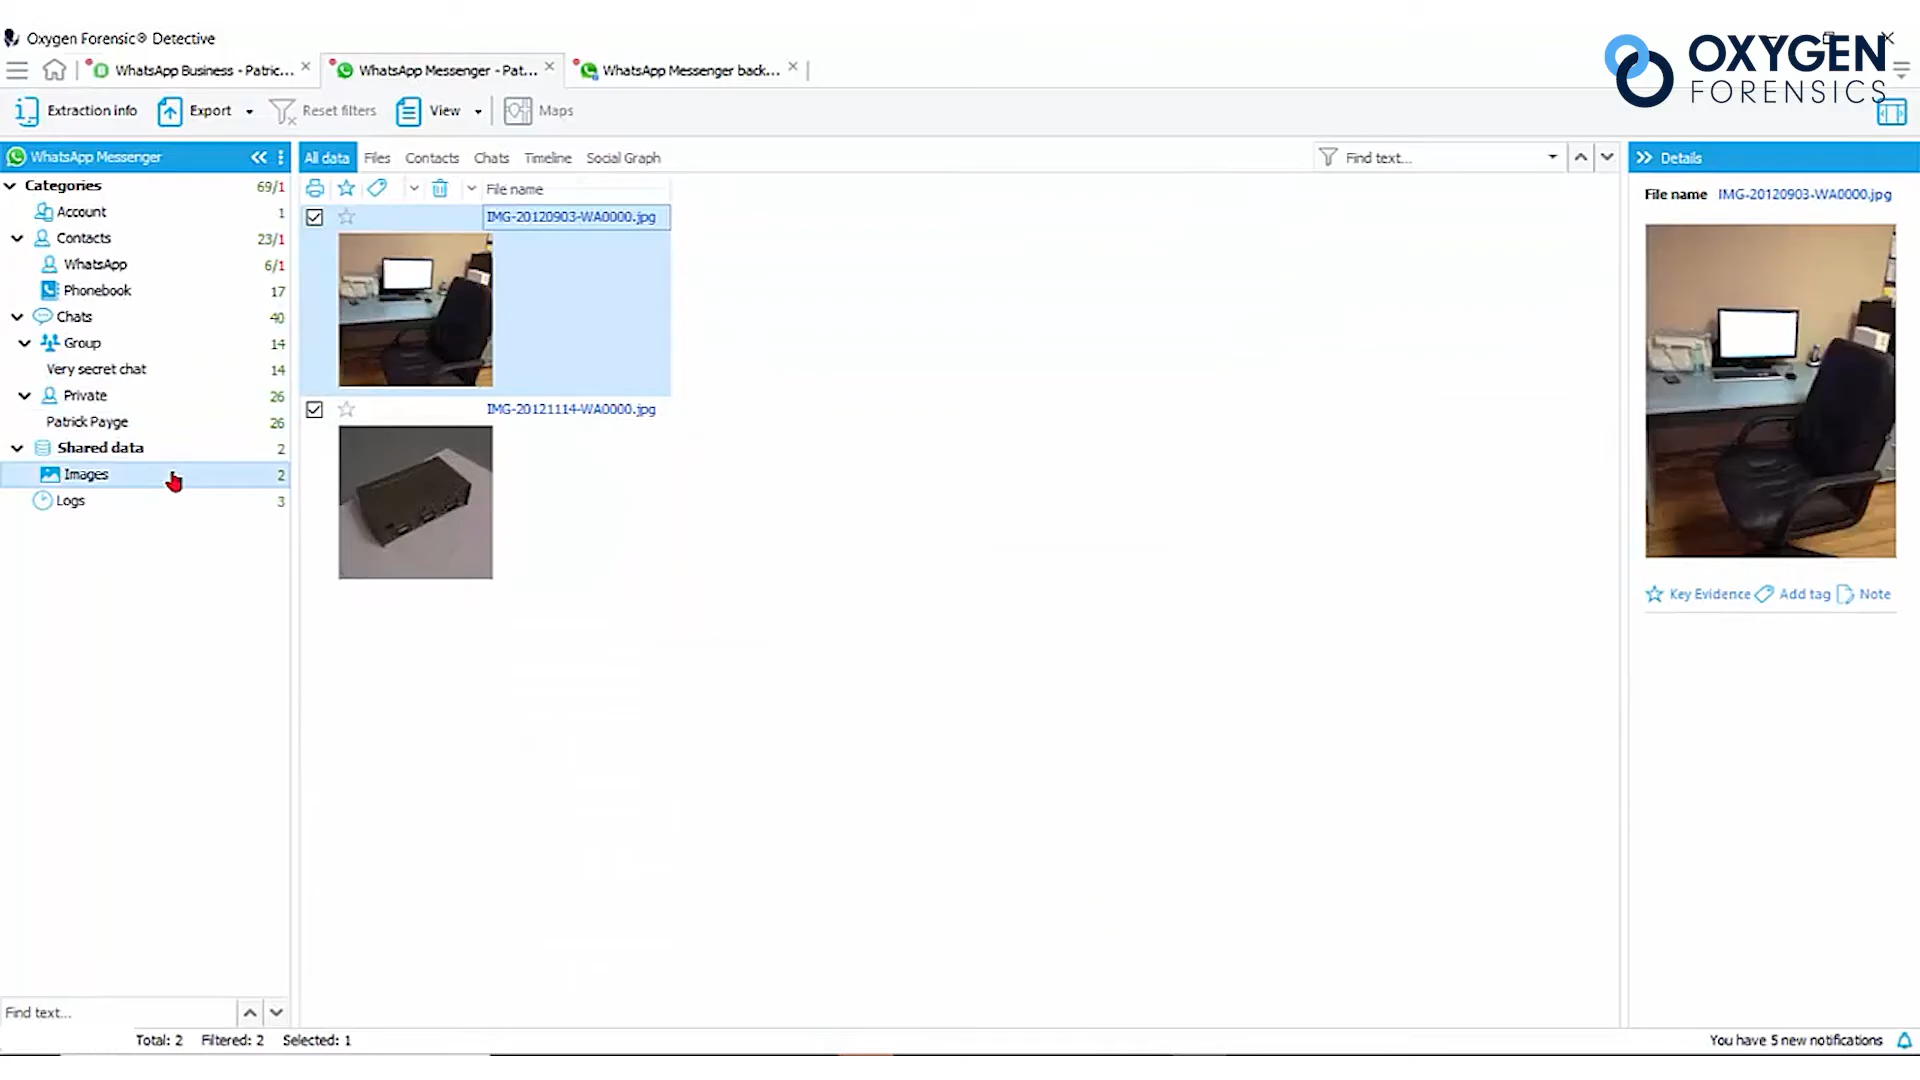 Oxygen Forensic® Detective
OXYGEN
FORENSICS
WhatsApp Business - Patric...
WhatsApp Messenger - Pat...
WhatsApp Messenger back...
Extraction info
Export
Reset filters
View
Maps
WhatsApp Messenger
All data
Files
Contacts
Chats
Timeline
Social Graph
Find text...
Details
Categories 69/1
Account 1
Contacts 23/1
WhatsApp 6/1
Phonebook 17
Chats 40
Group 14
Very secret chat 14
Private 26
Patrick Payge 26
Shared data 2
Images 2
Logs 3
File name
IMG-20120903-WA0000.jpg
IMG-20121114-WA0000.jpg
File name IMG-20120903-WA0000.jpg
Key Evidence
Add tag
Note
Find text...
Total: 2
Filtered: 2
Selected: 1
You have 5 new notifications